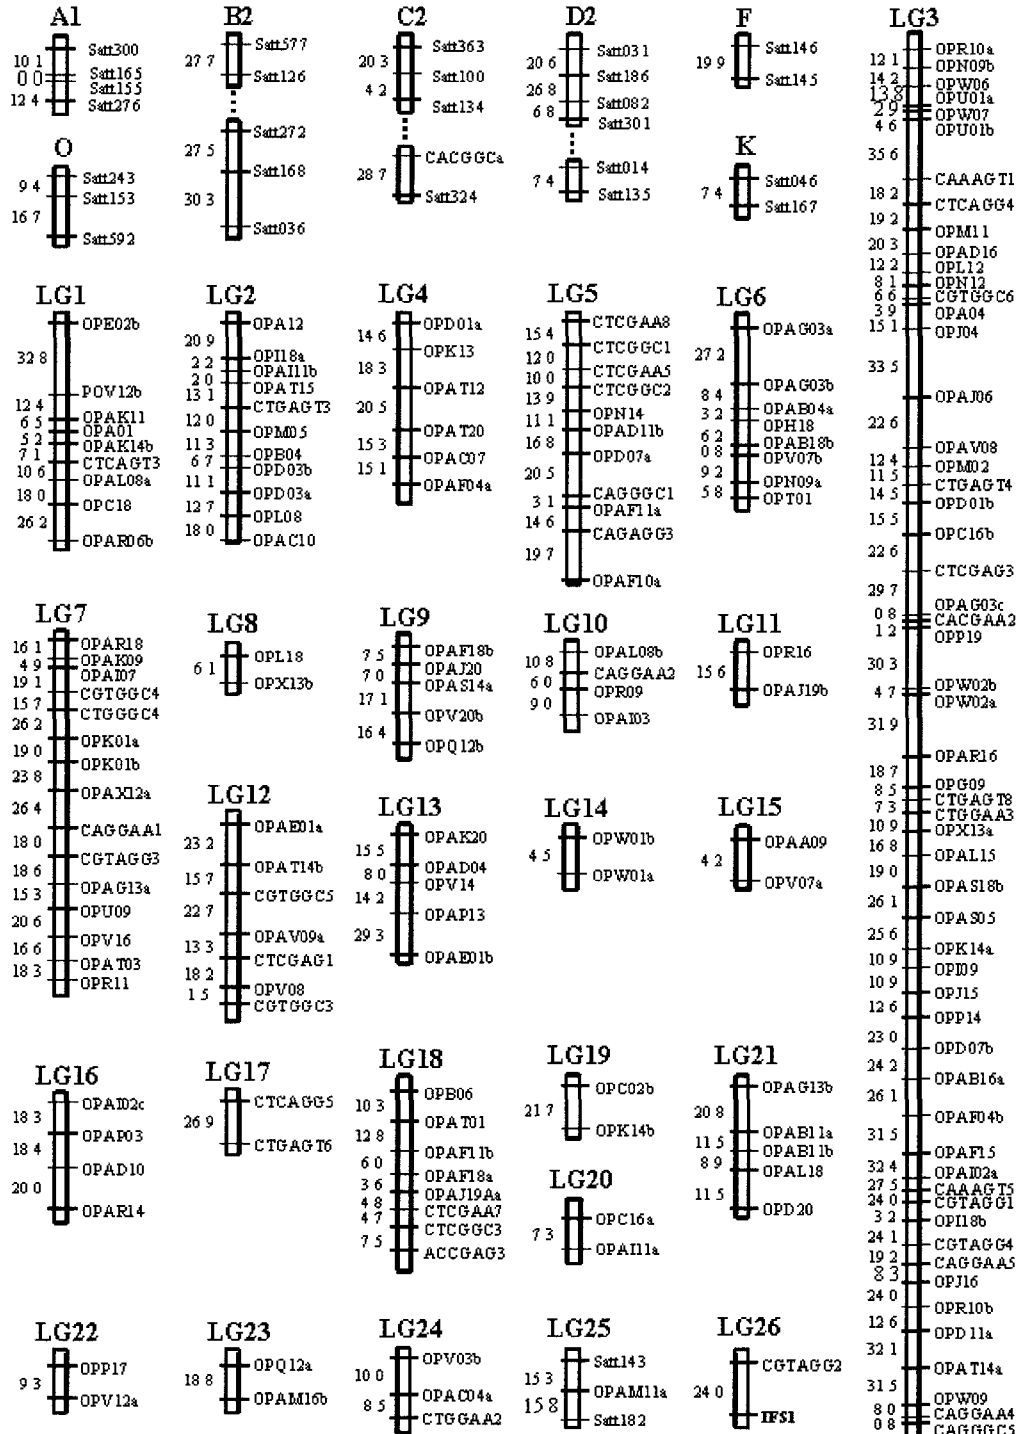 A1
10 1
0 0
12 4
Satt300
Satt165
Satt155
Satt276
B2
27 7
27 5
30 3
Satt577
Satt126
Satt272
Satt168
Satt036
C2
20 3
4 2
28 7
Satt363
Satt100
Satt134
CACGGCa
Satt324
D2
20 6
26 8
6 8
7 4
Satt031
Satt186
Satt082
Satt301
Satt014
Satt135
F
19 9
Satt146
Satt145
O
9 4
16 7
Satt243
Satt153
Satt592
K
7 4
Satt046
Satt167
LG1
32 8
12 4
6 5
5 2
7 1
10 6
18 0
26 2
OPE02b
POV12b
OPAK11
OPA01
OPAK14b
CTCAGT3
OPAL08a
OPC18
OPAR06b
LG2
20 9
2 2
2 0
13 1
12 0
11 3
6 7
11 1
12 7
18 0
OPA12
OPI18a
OPAI11b
OPAT15
CTGAGT3
OPM05
OPB04
OPD03b
OPD03a
OPL08
OPAC10
LG4
14 6
18 3
20 5
15 3
15 1
OPD01a
OPK13
OPAT12
OPAT20
OPAC07
OPAF04a
LG5
15 4
12 0
10 0
13 9
11 1
16 8
20 5
3 1
14 6
19 7
CTCGAA8
CTCGGC1
CTCGAA5
CTCGGC2
OPN14
OPAD11b
OPD07a
CAGGGC1
OPAF11a
CAGAGG3
OPAF10a
LG6
27 2
8 4
3 2
6 2
0 8
9 2
5 8
OPAG03a
OPAG03b
OPAB04a
OPH18
OPAB18b
OPV07b
OPN09a
OPT01
LG7
16 1
4 9
19 1
15 7
26 2
19 0
23 8
26 4
18 0
18 6
15 3
20 6
16 6
18 3
OPAR18
OPAK09
OPAI07
CGTGGC4
CTGGGC4
OPK01a
OPK01b
OPAX12a
CAGGAA1
CGTAGG3
OPAG13a
OPU09
OPV16
OPAT03
OPR11
LG8
6 1
OPL18
OPX13b
LG9
7 5
7 0
17 1
16 4
OPAF18b
OPAJ20
OPAS14a
OPV20b
OPQ12b
LG10
10 8
6 0
9 0
OPAL08b
CAGGAA2
OPR09
OPAI03
LG11
15 6
OPR16
OPAJ19b
LG12
23 2
15 7
22 7
13 3
18 2
1 5
OPAE01a
OPAT14b
CGTGGC5
OPAV09a
CTCGAG1
OPV08
CGTGGC3
LG13
15 5
8 0
14 2
29 3
OPAK20
OPAD04
OPV14
OPAP13
OPAE01b
LG14
4 5
OPW01b
OPW01a
LG15
4 2
OPAA09
OPV07a
LG16
18 3
18 4
20 0
OPAI02c
OPAP03
OPAD10
OPAR14
LG17
26 9
CTCAGG5
CTGAGT6
LG18
10 3
12 8
6 0
3 6
4 8
4 7
7 5
OPB06
OPAT01
OPAF11b
OPAF18a
OPAJ19Aa
CTCGAA7
CTCGGC3
ACCGAG3
LG19
21 7
OPC02b
OPK14b
LG20
7 3
OPC16a
OPAI11a
LG21
20 8
11 5
8 9
11 5
OPAG13b
OPAB11a
OPAB11b
OPAL18
OPD20
LG22
9 3
OPP17
OPV12a
LG23
18 8
OPQ12a
OPAM16b
LG24
10 0
8 5
OPV03b
OPAC04a
CTGGAA2
LG25
15 3
15 8
Satt143
OPAM11a
Satt182
LG26
24 0
CGTAGG2
IFS1
LG3
12 1
14 2
13 8
2 9
4 6
35 6
18 2
19 2
20 3
12 2
8 1
6 6
3 9
15 1
33 5
22 6
12 4
11 5
14 5
15 5
22 6
29 7
0 8
1 2
30 3
4 7
31 9
18 7
8 5
7 3
10 9
16 8
19 0
26 1
25 6
10 9
10 9
12 6
23 0
24 2
26 1
31 5
32 4
27 5
24 0
3 2
24 1
19 2
8 3
24 0
12 6
32 1
31 5
8 0
0 8
OPR10a
OPN09b
OPW06
OPU01a
OPW07
OPU01b
CAAAGT1
CTCAGG4
OPM11
OPAD16
OPL12
OPN12
CGTGGC6
OPA04
OPJ04
OPAJ06
OPAV08
OPM02
CTGAGT4
OPD01b
OPC16b
CTCGAG3
OPAG03c
CACGAA2
OPP19
OPW02b
OPW02a
OPAR16
OPG09
CTGAGT8
CTGGAA3
OPX13a
OPAL15
OPAS18b
OPAS05
OPK14a
OPI09
OPJ15
OPP14
OPD07b
OPAB16a
OPAF04b
OPAF15
OPAI02a
CAAAGT5
CGTAGG1
OPI18b
CGTAGG4
CAGGAA5
OPJ16
OPR10b
OPD11a
OPAT14a
OPW09
CAGGAA4
CAGGGC5